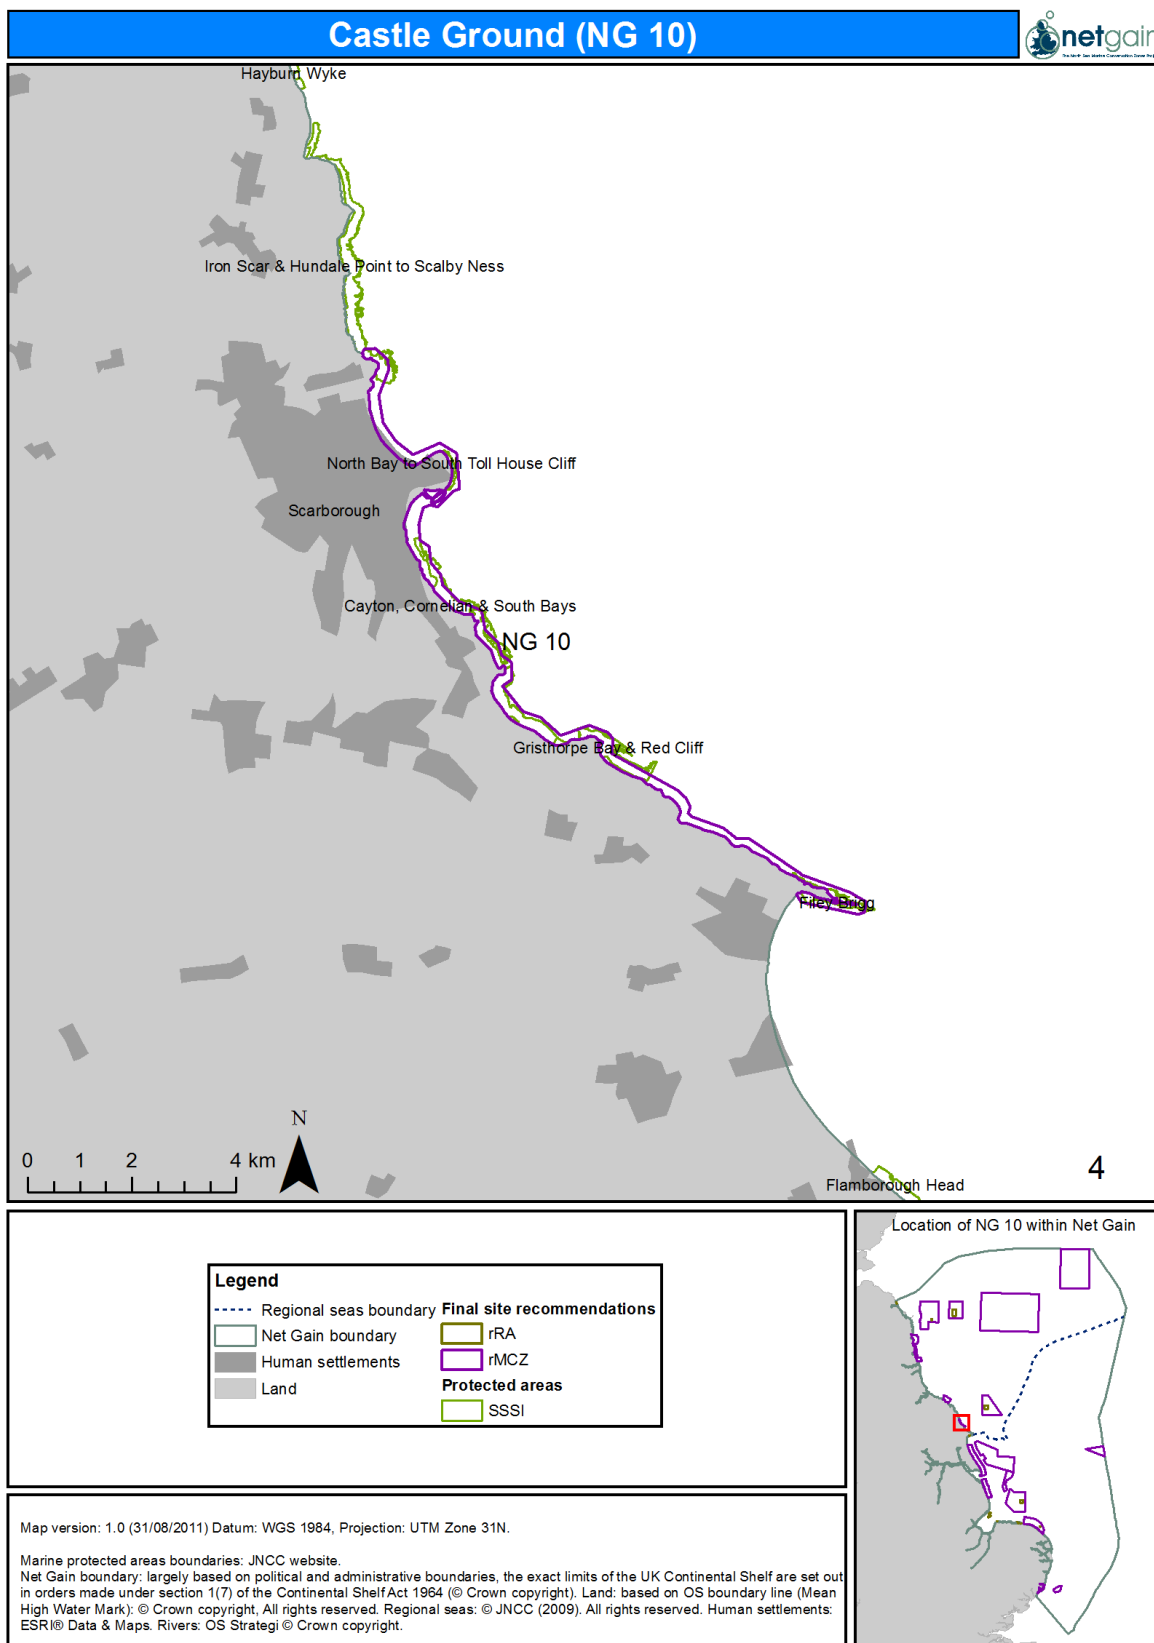 Castle Ground (NG 10)
netgain
The North Sea Marine Conservation Zones Project
Hayburn Wyke
Iron Scar & Hundale Point to Scalby Ness
North Bay to South Toll House Cliff
Scarborough
Cayton, Cornelian & South Bays
NG 10
Gristhorpe Bay & Red Cliff
Filey Brigg
N
0 1 2 4 km
4
Flamborough Head
Legend
Regional seas boundary
Net Gain boundary
Human settlements
Land
Final site recommendations
rRA
rMCZ
Protected areas
SSSI
Location of NG 10 within Net Gain
Map version: 1.0 (31/08/2011) Datum: WGS 1984, Projection: UTM Zone 31N.
Marine protected areas boundaries: JNCC website.
Net Gain boundary: largely based on political and administrative boundaries, the exact limits of the UK Continental Shelf are set out
in orders made under section 1(7) of the Continental Shelf Act 1964 (© Crown copyright). Land: based on OS boundary line (Mean
High Water Mark): © Crown copyright, All rights reserved. Regional seas: © JNCC (2009). All rights reserved. Human settlements:
ESRI® Data & Maps. Rivers: OS Strategi © Crown copyright.